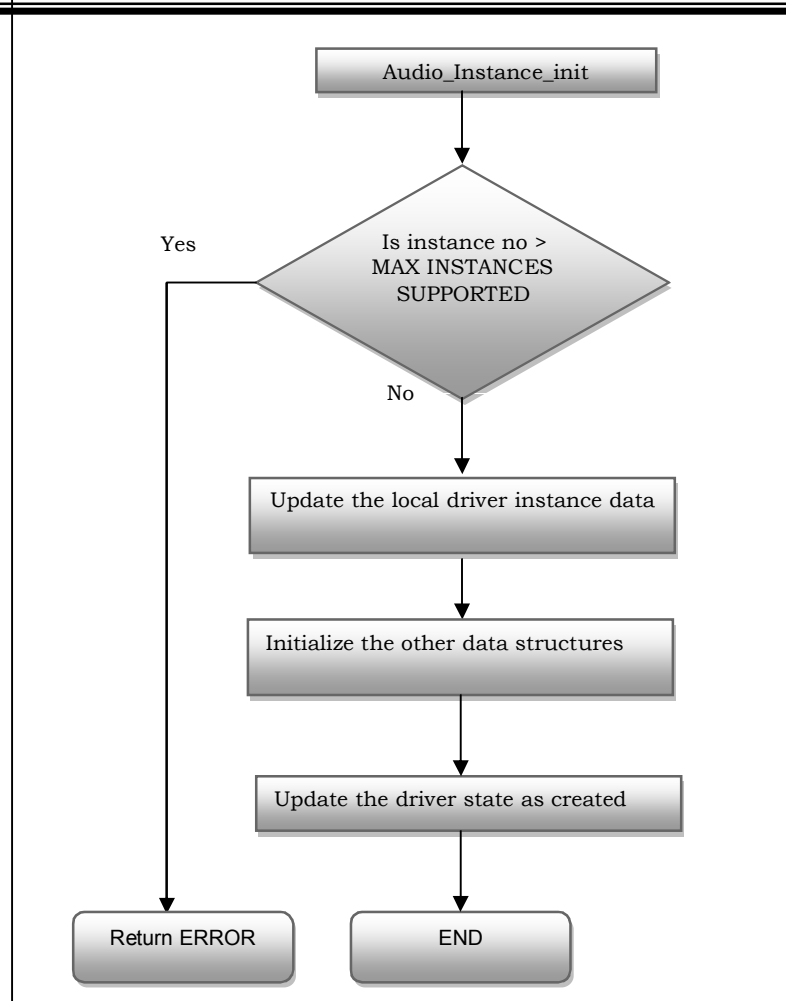 Audio_Instance_init
Yes
Is instance no >
MAX INSTANCES
SUPPORTED
No
Update the local driver instance data
Initialize the other data structures
Update the driver state as created
Return ERROR
END